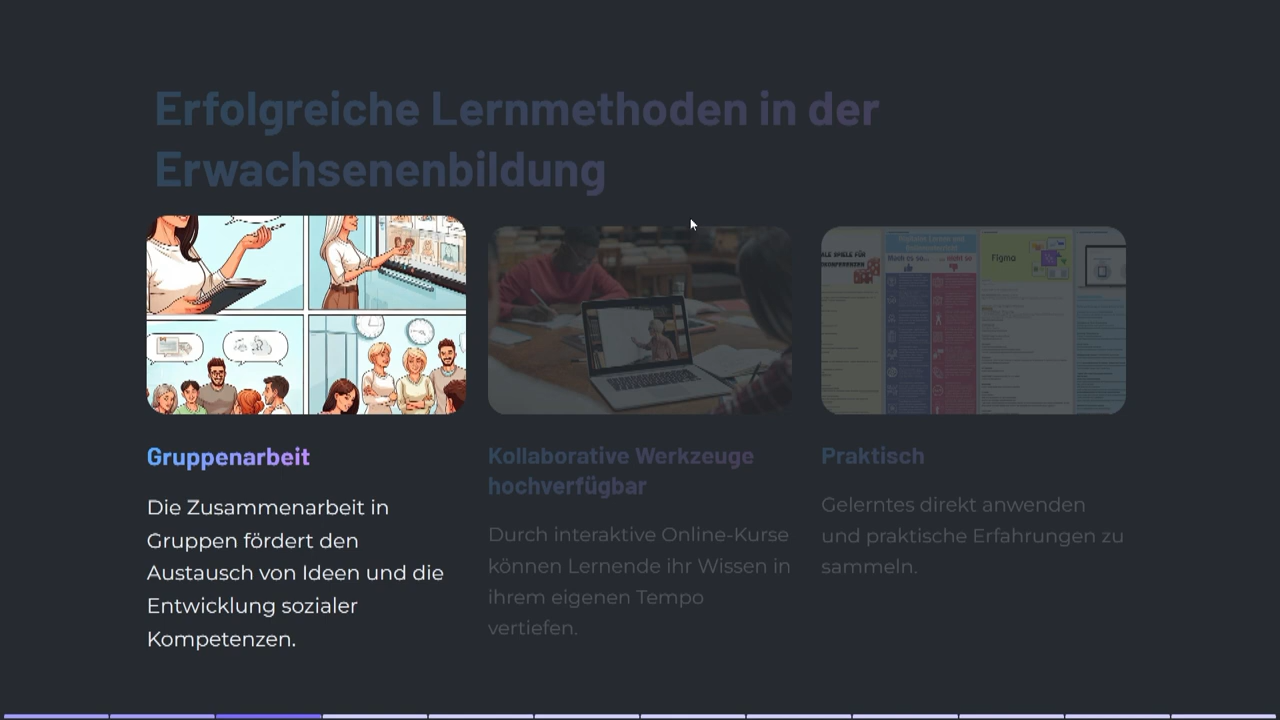 Erfolgreiche Lernmethoden in der
Erwachsenenbildung
Figma
Gruppenarbeit
Die Zusammenarbeit in
Gruppen fördert den
Austausch von Ideen und die
Entwicklung sozialer
Kompetenzen.
Kollaborative Werkzeuge
hochverfügbar
Durch interaktive Online-Kurse
können Lernende ihr Wissen in
ihrem eigenen Tempo
vertiefen.
Praktisch
Gelerntes direkt anwenden
und praktische Erfahrungen zu
sammeln.